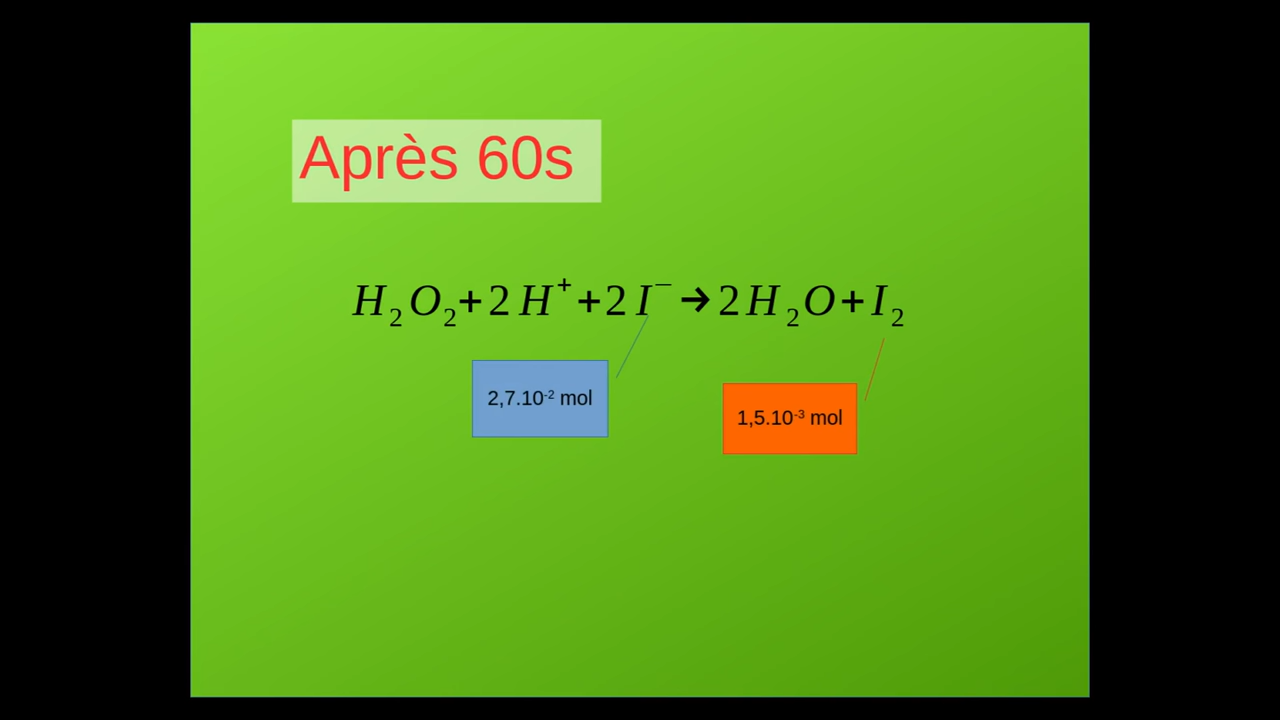 Après 60s
H₂O₂+2H⁺+2I⁻→2H₂O+I₂
2,7.10⁻² mol
1,5.10⁻³ mol